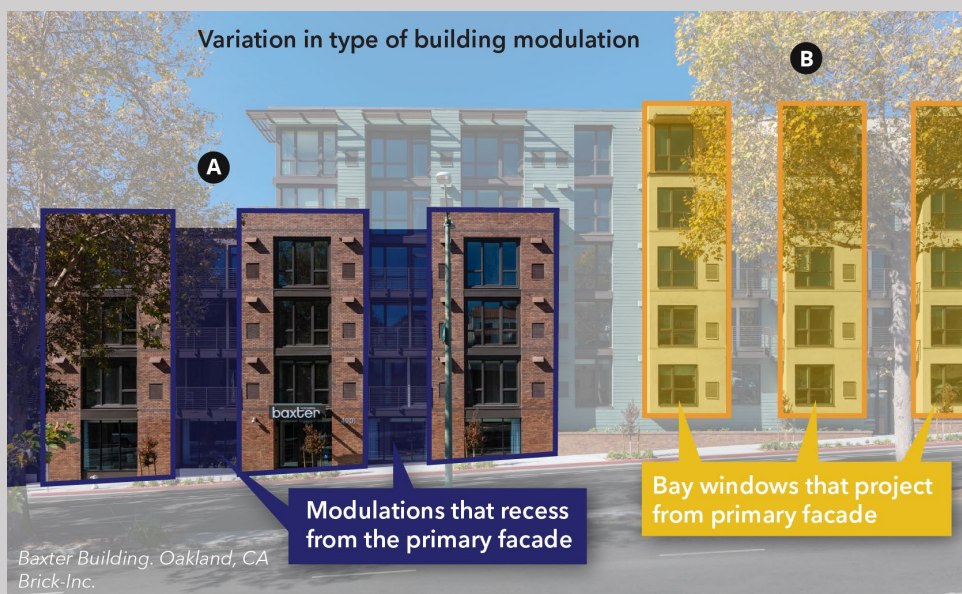 Variation in type of building modulation
B
A
baxter
1801
Modulations that recess
from the primary facade
Bay windows that project
from primary facade
Baxter Building. Oakland, CA
Brick-Inc.